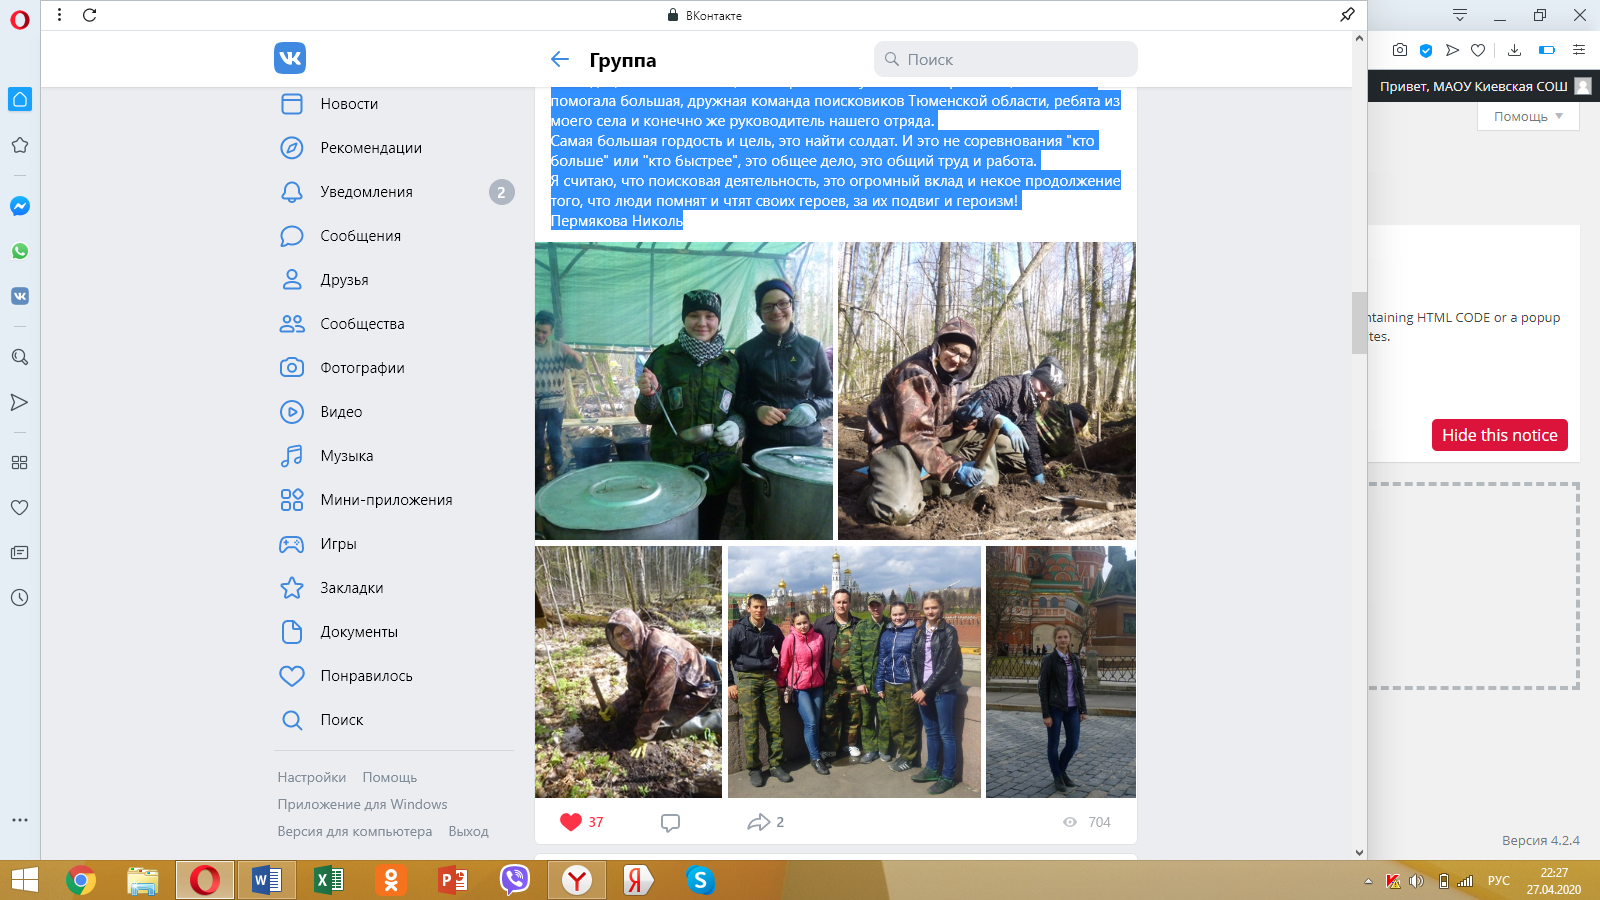 ВКонтакте
Группа
Поиск
Привет, МАОУ Киевская СОШ
Помощь
Новости
Рекомендации
Уведомления
2
Сообщения
Друзья
Сообщества
Фотографии
Видео
Музыка
Мини-приложения
Игры
Закладки
Документы
Понравилось
Поиск
Настройки Помощь
Приложение для Windows
Версия для компьютера Выход
помогала большая, дружная команда поисковиков Тюменской области, ребята из
моего села и конечно же руководитель нашего отряда.
Самая большая гордость и цель, это найти солдат. И это не соревнования "кто
больше" или "кто быстрее", это общее дело, это общий труд и работа.
Я считаю, что поисковая деятельность, это огромный вклад и некое продолжение
того, что люди помнят и чтят своих героев, за их подвиг и героизм!
Пермякова Николь
37
2
704
ntaining HTML CODE or a popup
tes.
Hide this notice
Версия 4.2.4
РУС
22:27
27.04.2020